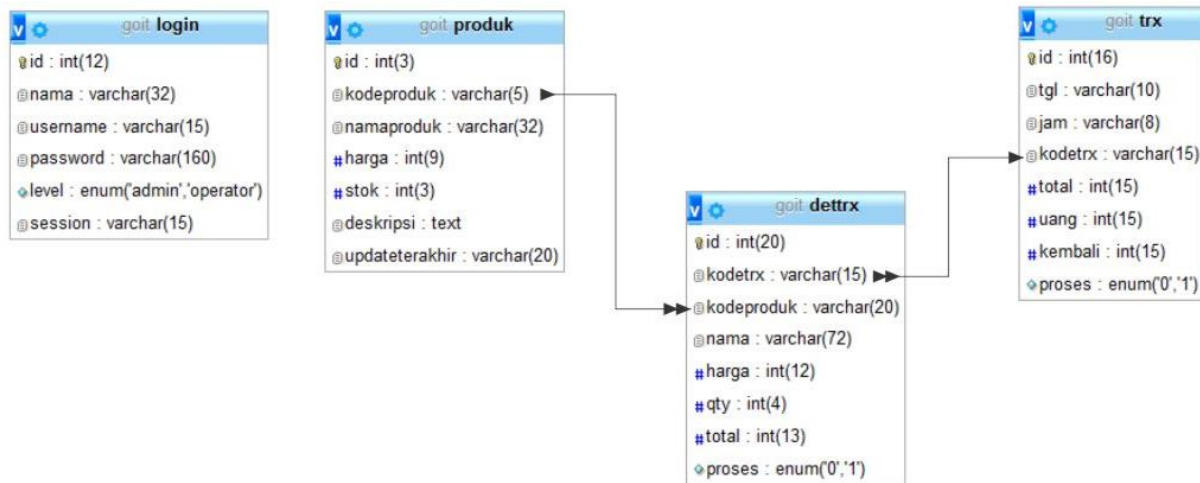 goit login
id : int(12)
nama : varchar(32)
username : varchar(15)
password : varchar(160)
level : enum('admin','operator')
session : varchar(15)
goit produk
id : int(3)
kodeproduk : varchar(5)
namaproduk : varchar(32)
harga : int(9)
stok : int(3)
deskripsi : text
updateterakhir : varchar(20)
goit dettrx
id : int(20)
kodetrx : varchar(15)
kodeproduk : varchar(20)
nama : varchar(72)
harga : int(12)
qty : int(4)
total : int(13)
proses : enum('0','1')
goit trx
id : int(16)
tgl : varchar(10)
jam : varchar(8)
kodetrx : varchar(15)
total : int(15)
uang : int(15)
kembali : int(15)
proses : enum('0','1')